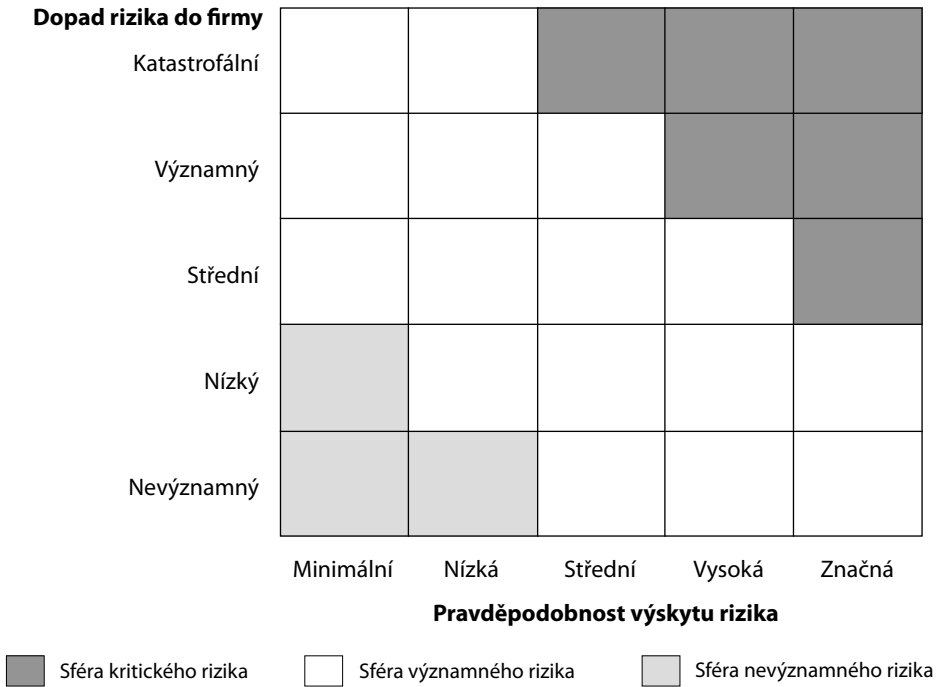 Dopad rizika do firmy
Katastrofální
Významný
Střední
Nízký
Nevýznamný
Minimální Nízká Střední Vysoká Značná
Pravděpodobnost výskytu rizika
Sféra kritického rizika Sféra významného rizika Sféra nevýznamného rizika